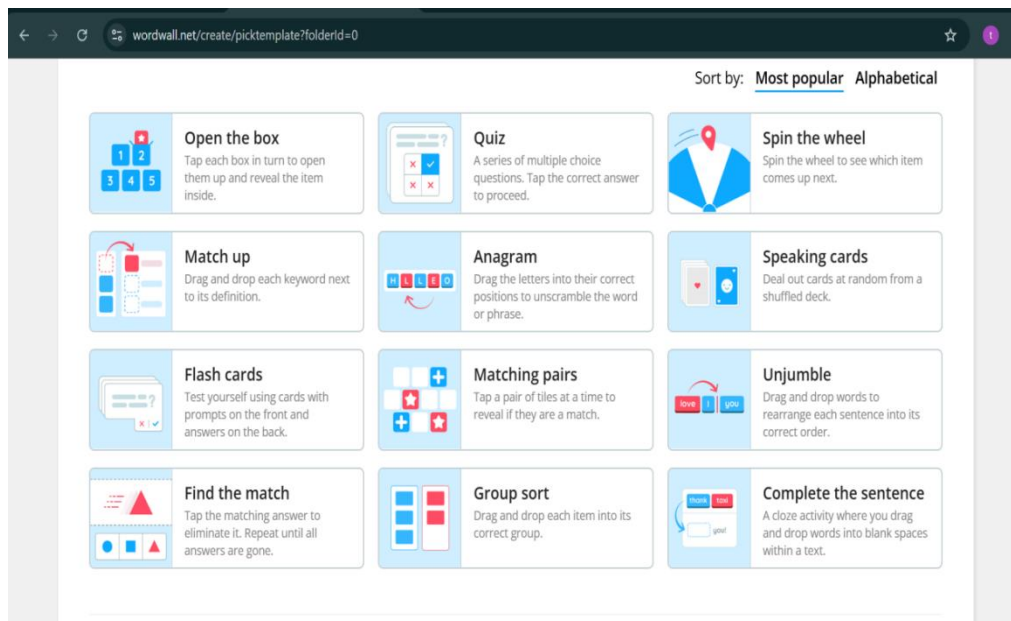 wordwall.net/create/picktemplate?folderId=0
t
Sort by: Most popular Alphabetical
Open the box
Tap each box in turn to open
them up and reveal the item
inside.
1 2
3 4 5
Quiz
A series of multiple choice
questions. Tap the correct answer
to proceed.
?
Spin the wheel
Spin the wheel to see which item
comes up next.
Match up
Drag and drop each keyword next
to its definition.
Anagram
Drag the letters into their correct
positions to unscramble the word
or phrase.
H L L E O
Speaking cards
Deal out cards at random from a
shuffled deck.
Flash cards
Test yourself using cards with
prompts on the front and
answers on the back.
?
Matching pairs
Tap a pair of tiles at a time to
reveal if they are a match.
Unjumble
Drag and drop words to
rearrange each sentence into its
correct order.
love I you
Find the match
Tap the matching answer to
eliminate it. Repeat until all
answers are gone.
Group sort
Drag and drop each item into its
correct group.
Complete the sentence
A cloze activity where you drag
and drop words into blank spaces
within a text.
thank taxi
you!